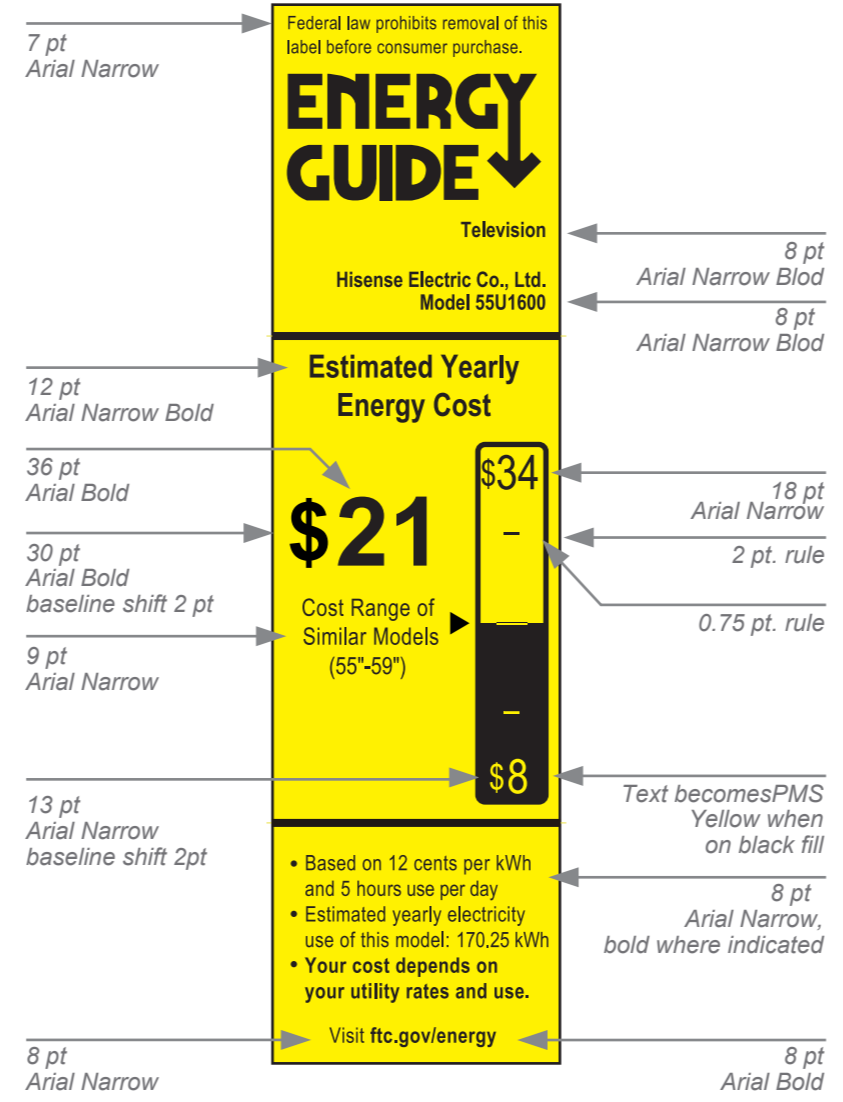 Federal law prohibits removal of this
label before consumer purchase.
7 pt
Arial Narrow
ENERGY
GUIDE
Television
8 pt
Arial Narrow Blod
Hisense Electric Co., Ltd.
Model 55U1600
8 pt
Arial Narrow Blod
Estimated Yearly
Energy Cost
12 pt
Arial Narrow Bold
36 pt
Arial Bold
$34
18 pt
Arial Narrow
$21
30 pt
Arial Bold
baseline shift 2 pt
2 pt. rule
0.75 pt. rule
Cost Range of
Similar Models
(55"-59")
9 pt
Arial Narrow
$8
13 pt
Arial Narrow
baseline shift 2pt
Text becomesPMS
Yellow when
on black fill
• Based on 12 cents per kWh
and 5 hours use per day
• Estimated yearly electricity
use of this model: 170.25 kWh
• Your cost depends on
your utility rates and use.
8 pt
Arial Narrow,
bold where indicated
Visit ftc.gov/energy
8 pt
Arial Narrow
8 pt
Arial Bold